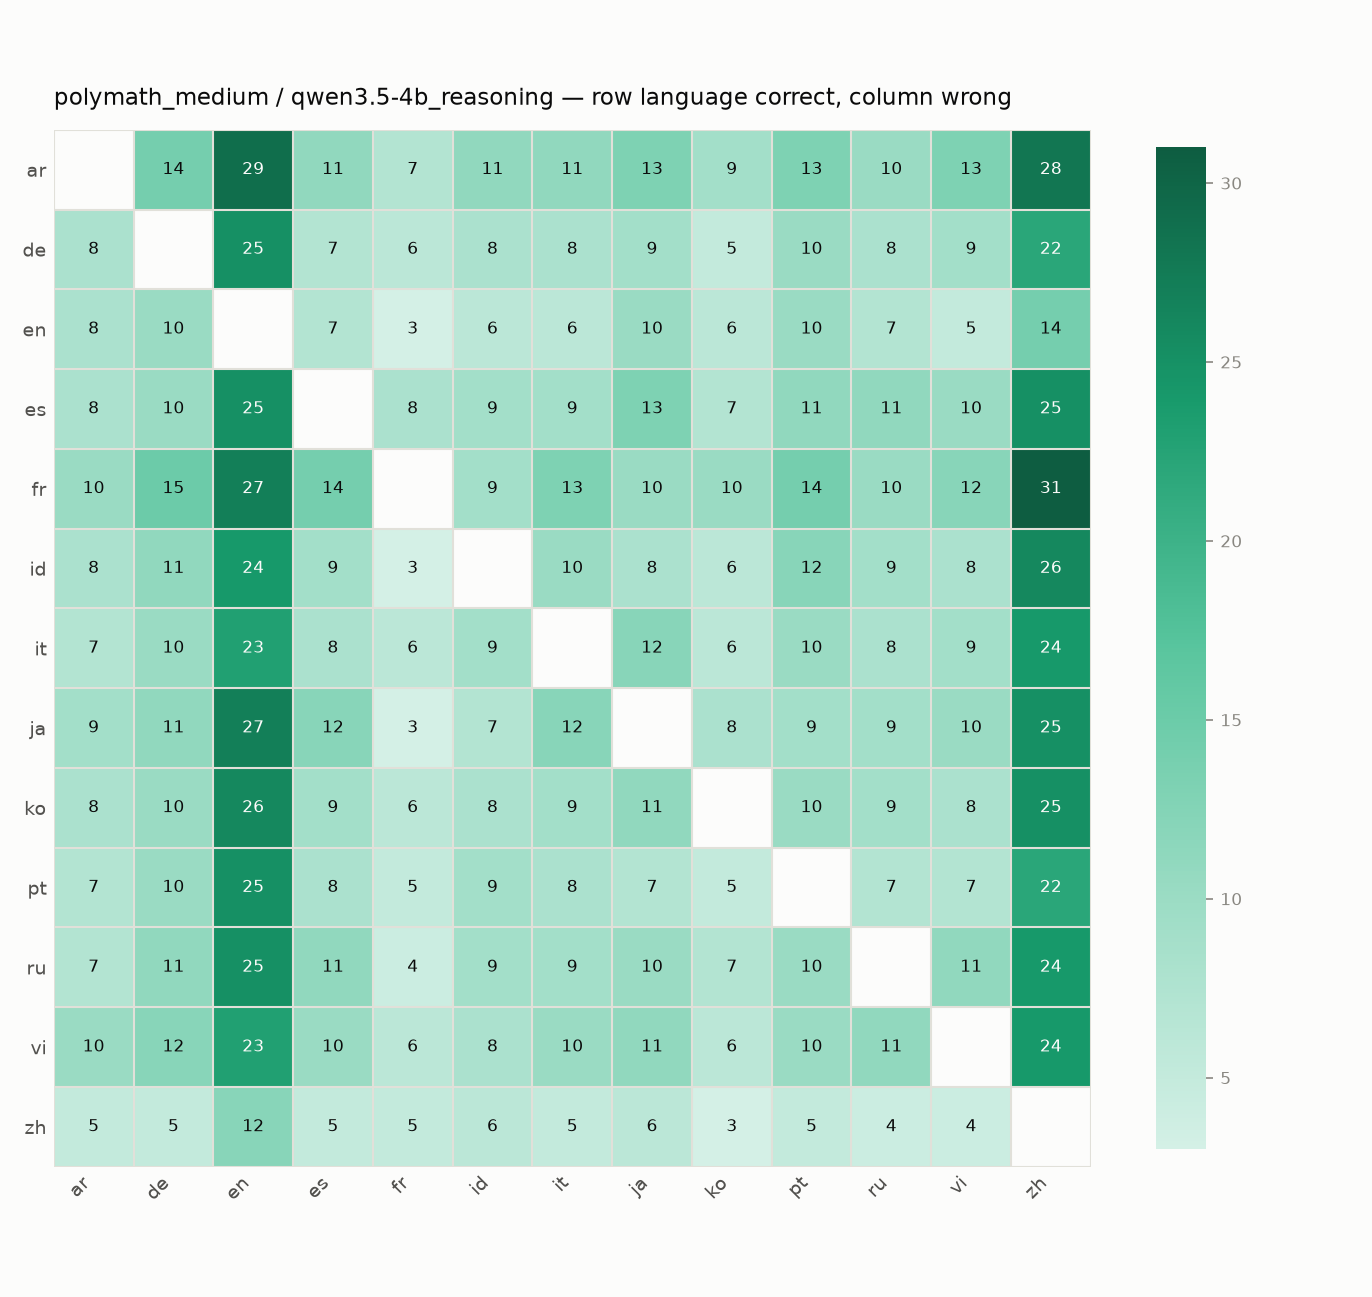 polymath_medium / qwen3.5-4b_reasoning — row language correct, column wrong
ar 14 29 11 7 11 11 13 9 13 10 13 28
de 8 25 7 6 8 8 9 5 10 8 9 22
en 8 10 7 3 6 6 10 6 10 7 5 14
es 8 10 25 8 9 9 13 7 11 11 10 25
fr 10 15 27 14 9 13 10 10 14 10 12 31
id 8 11 24 9 3 10 8 6 12 9 8 26
it 7 10 23 8 6 9 12 6 10 8 9 24
ja 9 11 27 12 3 7 12 8 9 9 10 25
ko 8 10 26 9 6 8 9 11 10 9 8 25
pt 7 10 25 8 5 9 8 7 5 7 7 22
ru 7 11 25 11 4 9 9 10 7 10 11 24
vi 10 12 23 10 6 8 10 11 6 10 11 24
zh 5 5 12 5 5 6 5 6 3 5 4 4
ar de en es fr id it ja ko pt ru vi zh
30
25
20
15
10
5